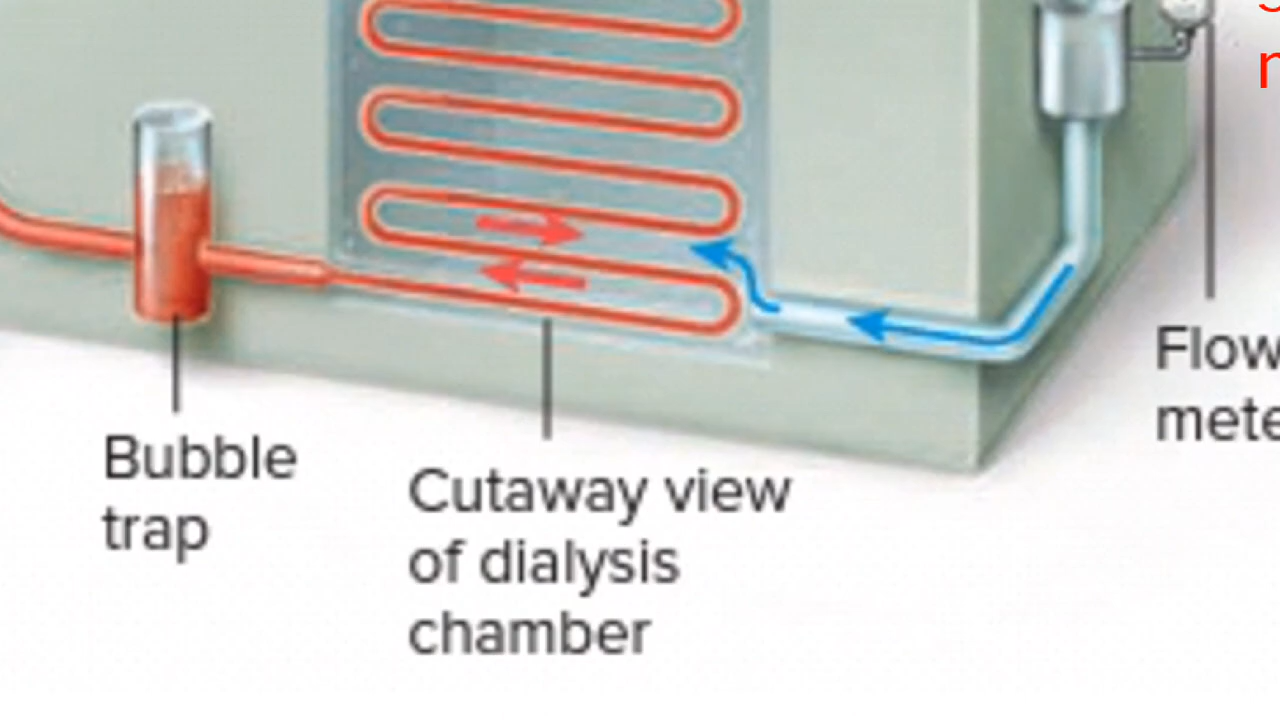 Flow
mete
Bubble
trap
Cutaway view
of dialysis
chamber